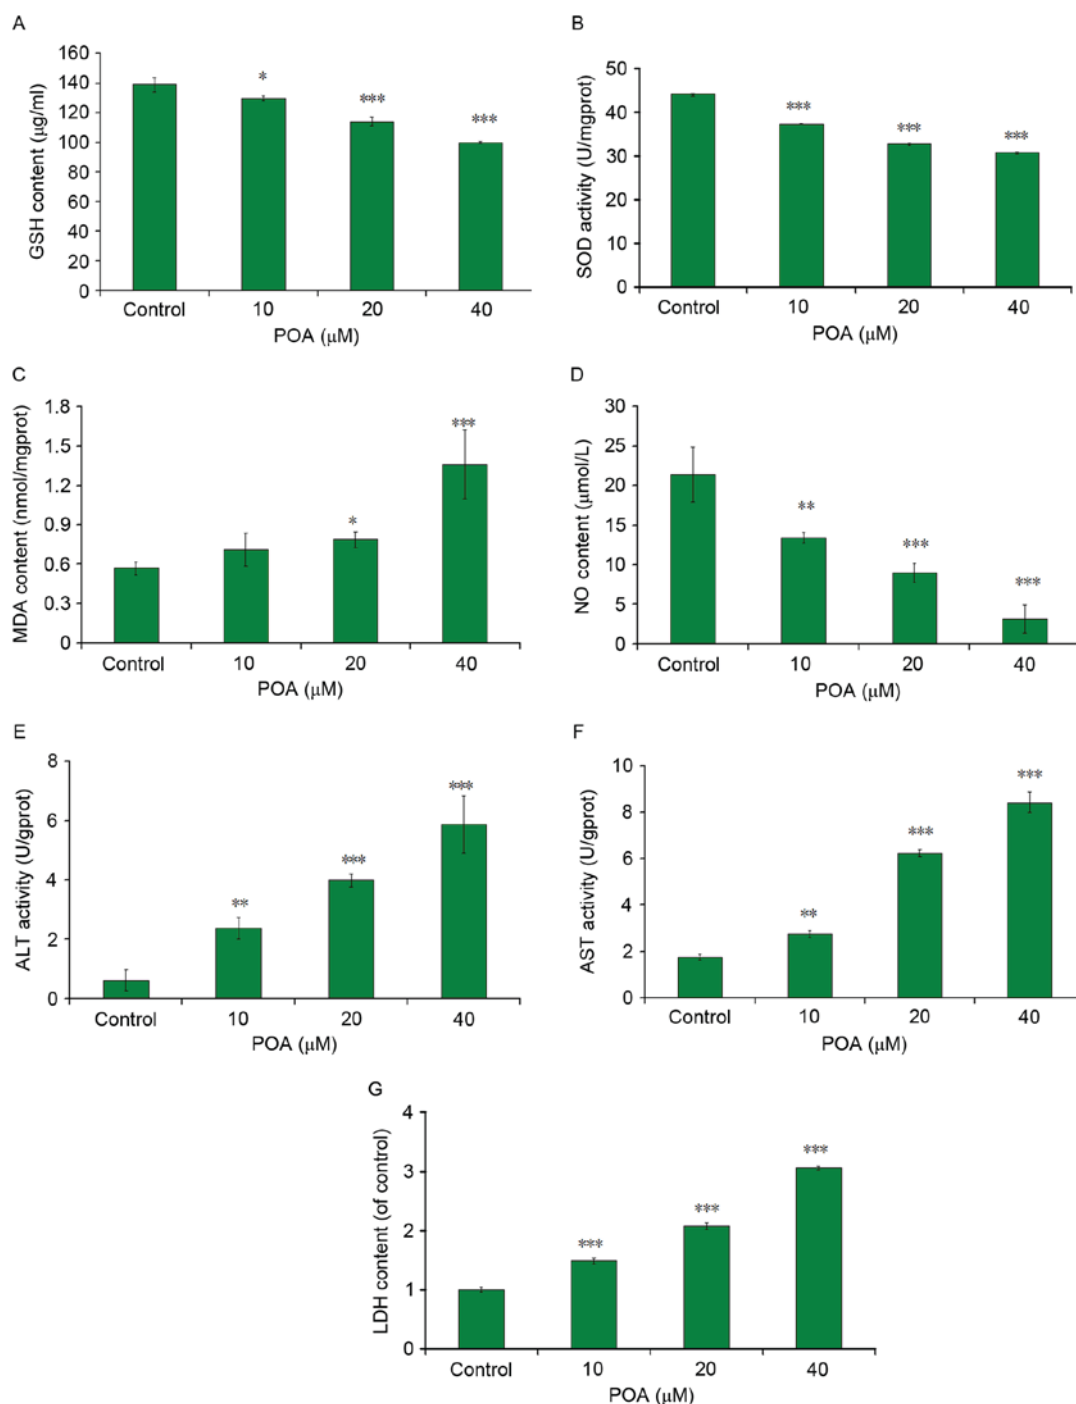 A
GSH content (μg/ml)
160
140
120
100
80
60
40
20
0
*
***
***
Control 10 20 40
POA (μM)
B
SOD activity (U/mgprot)
50
40
30
20
10
0
***
***
***
Control 10 20 40
POA (μM)
C
MDA content (nmol/mgprot)
1.8
1.5
1.2
0.9
0.6
0.3
0
*
***
Control 10 20 40
POA (μM)
D
NO content (μmol/L)
30
25
20
15
10
5
0
**
***
***
Control 10 20 40
POA (μM)
E
ALT activity (U/gprot)
8
6
4
2
0
**
***
***
Control 10 20 40
POA (μM)
F
AST activity (U/gprot)
10
8
6
4
2
0
**
***
***
Control 10 20 40
POA (μM)
G
LDH content (of control)
4
3
2
1
0
***
***
***
Control 10 20 40
POA (μM)